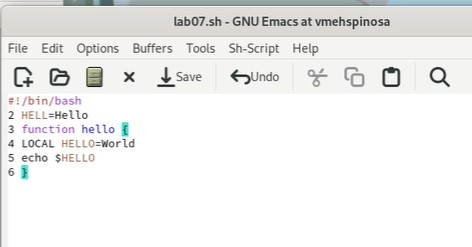 lab07.sh - GNU Emacs at vmehspinosa
File Edit Options Buffers Tools Sh-Script Help
Save Undo
#!/bin/bash
2 HELL=Hello
3 function hello {
4 LOCAL HELLO=World
5 echo $HELLO
6 }